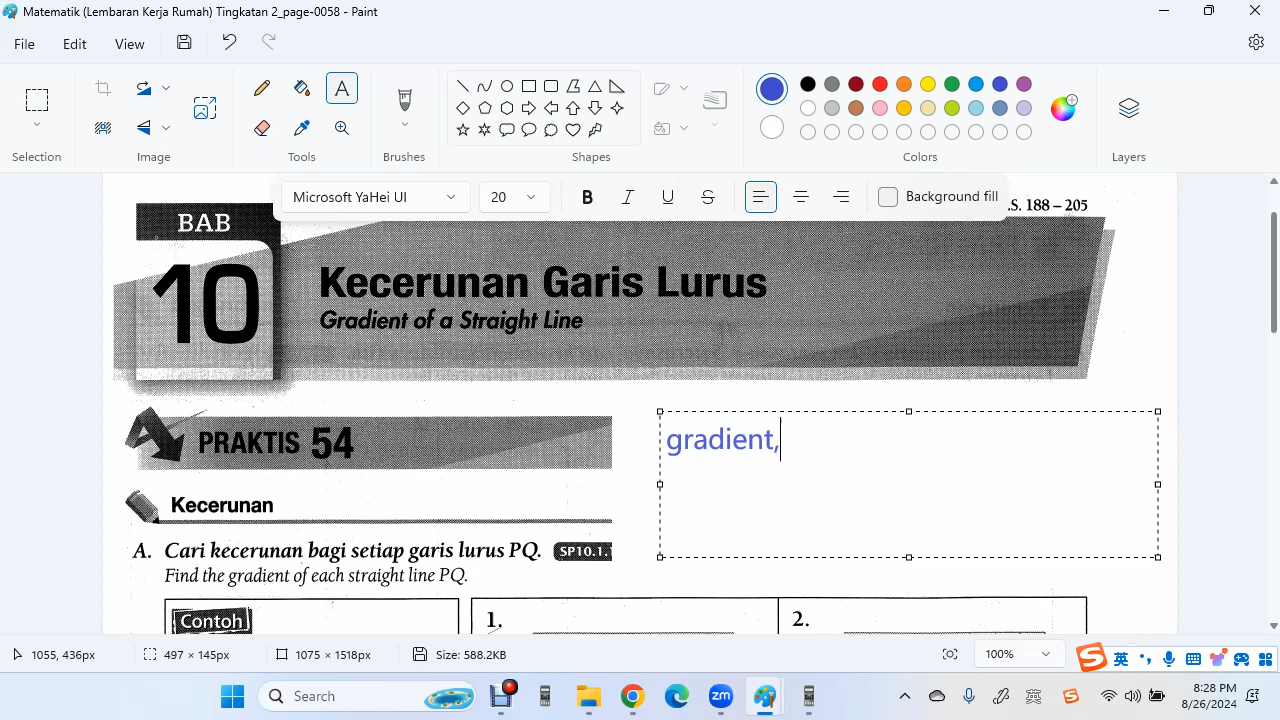 Matematik (Lembaran Kerja Rumah) Tingkatan 2_page-0058 - Paint
File Edit View
Selection Image Tools Brushes Shapes Colors Layers
Microsoft YaHei UI 20 B I U S Background fill
.S. 188 – 205
BAB
10
Kecerunan Garis Lurus
Gradient of a Straight Line
PRAKTIS 54
gradient,
Kecerunan
A. Cari kecerunan bagi setiap garis lurus PQ. SP10.1.
Find the gradient of each straight line PQ.
Contoh 1. 2.
1055, 436px 497 × 145px 1075 × 1518px Size: 588.2KB 100% 英
Search zm 英 8:28 PM
8/26/2024